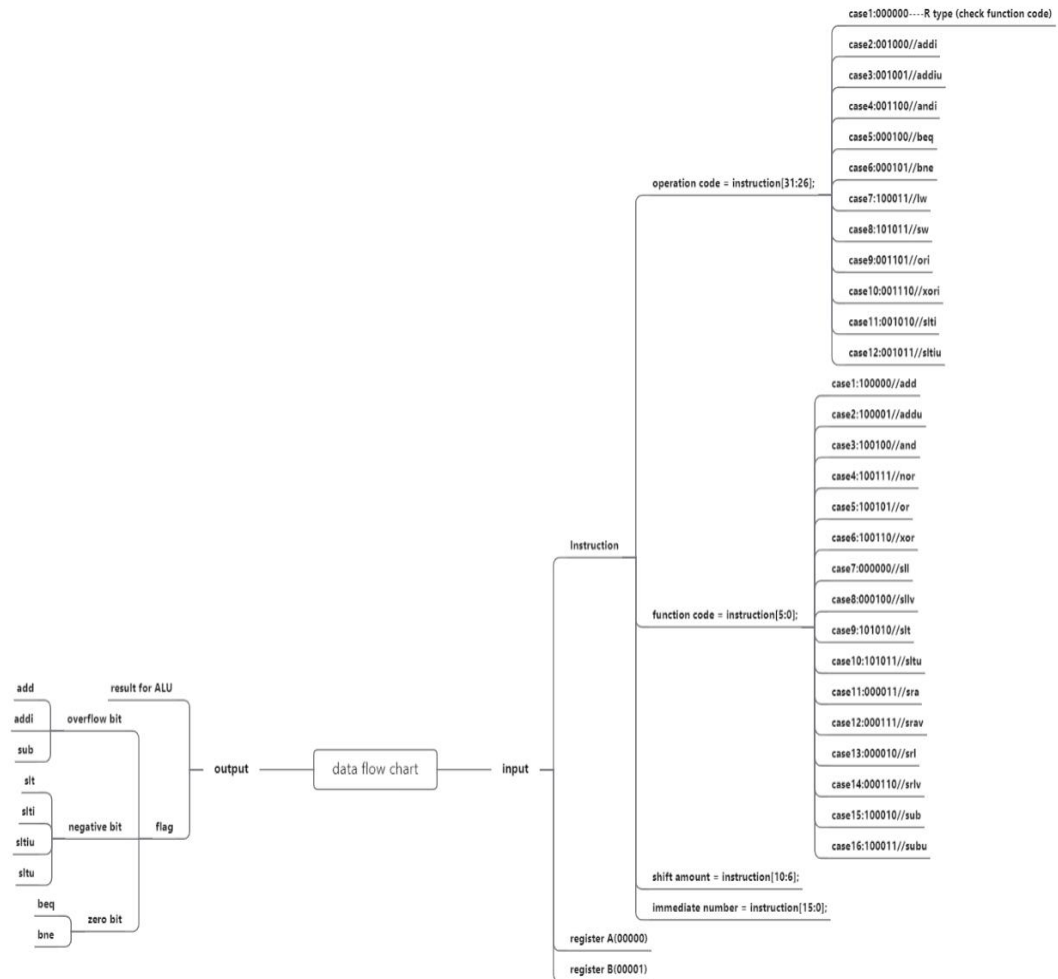 case1:000000----R type (check function code)
case2:001000//addi
case3:001001//addiu
case4:001100//andi
case5:000100//beq
case6:000101//bne
operation code = instruction[31:26];
case7:100011//lw
case8:101011//sw
case9:001101//ori
case10:001110//xori
case11:001010//slti
case12:001011//sltiu
case1:100000//add
case2:100001//addu
case3:100100//and
case4:100111//nor
case5:100101//or
case6:100110//xor
Instruction
case7:000000//sll
case8:000100//sllv
function code = instruction[5:0];
case9:101010//slt
case10:101011//sltu
case11:000011//sra
case12:000111//srav
case13:000010//srl
case14:000110//srlv
case15:100010//sub
case16:100011//subu
shift amount = instruction[10:6];
immediate number = instruction[15:0];
register A(00000)
register B(00001)
input
data flow chart
output
result for ALU
flag
overflow bit
add
addi
sub
negative bit
slt
slti
sltiu
sltu
zero bit
beq
bne